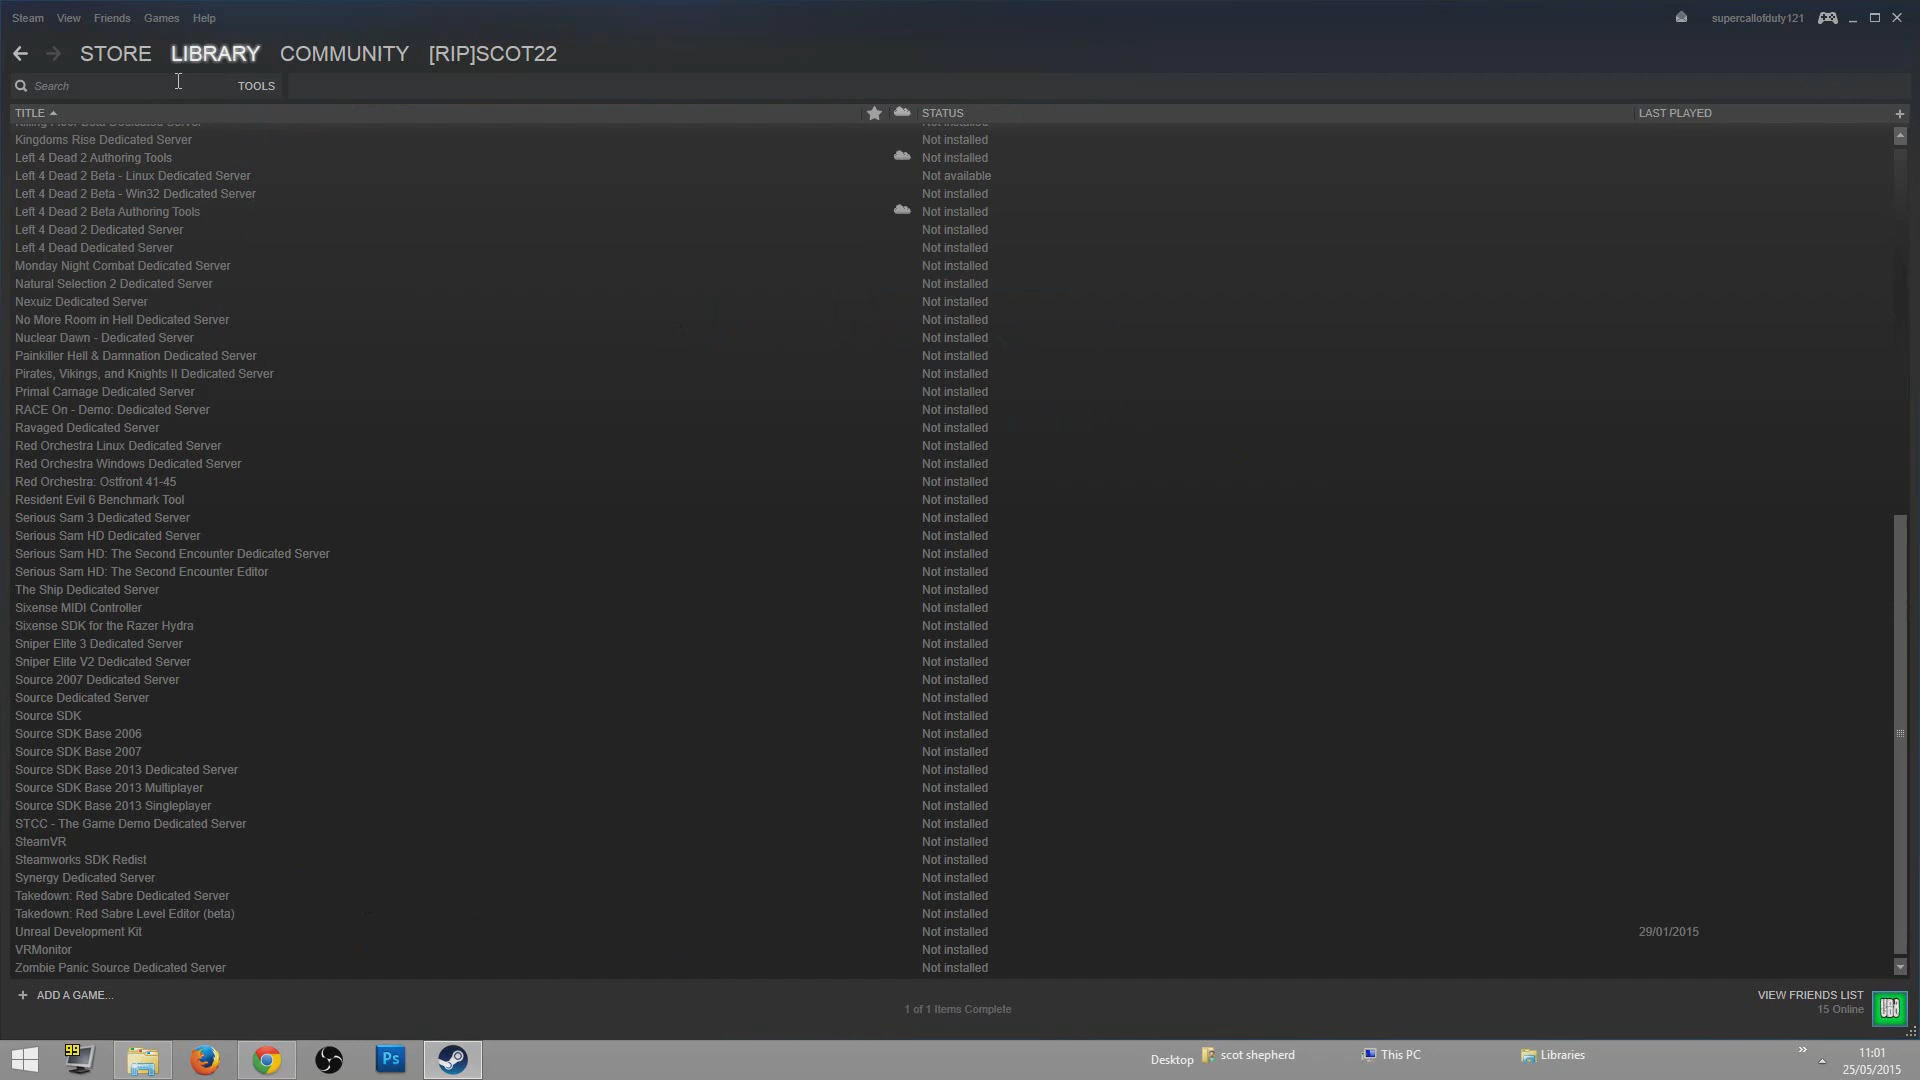 Steam View Friends Games Help supercallofduty121
STORE LIBRARY COMMUNITY [RIP]SCOT22
Search TOOLS
TITLE STATUS LAST PLAYED +
Killing Floor Beta Dedicated Server Not installed
Kingdoms Rise Dedicated Server Not installed
Left 4 Dead 2 Authoring Tools Not installed
Left 4 Dead 2 Beta - Linux Dedicated Server Not available
Left 4 Dead 2 Beta - Win32 Dedicated Server Not installed
Left 4 Dead 2 Beta Authoring Tools Not installed
Left 4 Dead 2 Dedicated Server Not installed
Left 4 Dead Dedicated Server Not installed
Monday Night Combat Dedicated Server Not installed
Natural Selection 2 Dedicated Server Not installed
Nexuiz Dedicated Server Not installed
No More Room in Hell Dedicated Server Not installed
Nuclear Dawn - Dedicated Server Not installed
Painkiller Hell & Damnation Dedicated Server Not installed
Pirates, Vikings, and Knights II Dedicated Server Not installed
Primal Carnage Dedicated Server Not installed
RACE On - Demo: Dedicated Server Not installed
Ravaged Dedicated Server Not installed
Red Orchestra Linux Dedicated Server Not installed
Red Orchestra Windows Dedicated Server Not installed
Red Orchestra: Ostfront 41-45 Not installed
Resident Evil 6 Benchmark Tool Not installed
Serious Sam 3 Dedicated Server Not installed
Serious Sam HD Dedicated Server Not installed
Serious Sam HD: The Second Encounter Dedicated Server Not installed
Serious Sam HD: The Second Encounter Editor Not installed
The Ship Dedicated Server Not installed
Sixense MIDI Controller Not installed
Sixense SDK for the Razer Hydra Not installed
Sniper Elite 3 Dedicated Server Not installed
Sniper Elite V2 Dedicated Server Not installed
Source 2007 Dedicated Server Not installed
Source Dedicated Server Not installed
Source SDK Not installed
Source SDK Base 2006 Not installed
Source SDK Base 2007 Not installed
Source SDK Base 2013 Dedicated Server Not installed
Source SDK Base 2013 Multiplayer Not installed
Source SDK Base 2013 Singleplayer Not installed
STCC - The Game Demo Dedicated Server Not installed
SteamVR Not installed
Steamworks SDK Redist Not installed
Synergy Dedicated Server Not installed
Takedown: Red Sabre Dedicated Server Not installed
Takedown: Red Sabre Level Editor (beta) Not installed
Unreal Development Kit Not installed 29/01/2015
VRMonitor Not installed
Zombie Panic Source Dedicated Server Not installed
+ ADD A GAME... VIEW FRIENDS LIST
1 of 1 Items Complete 15 Online
99 Ps Desktop scot shepherd This PC Libraries » 11:01
25/05/2015